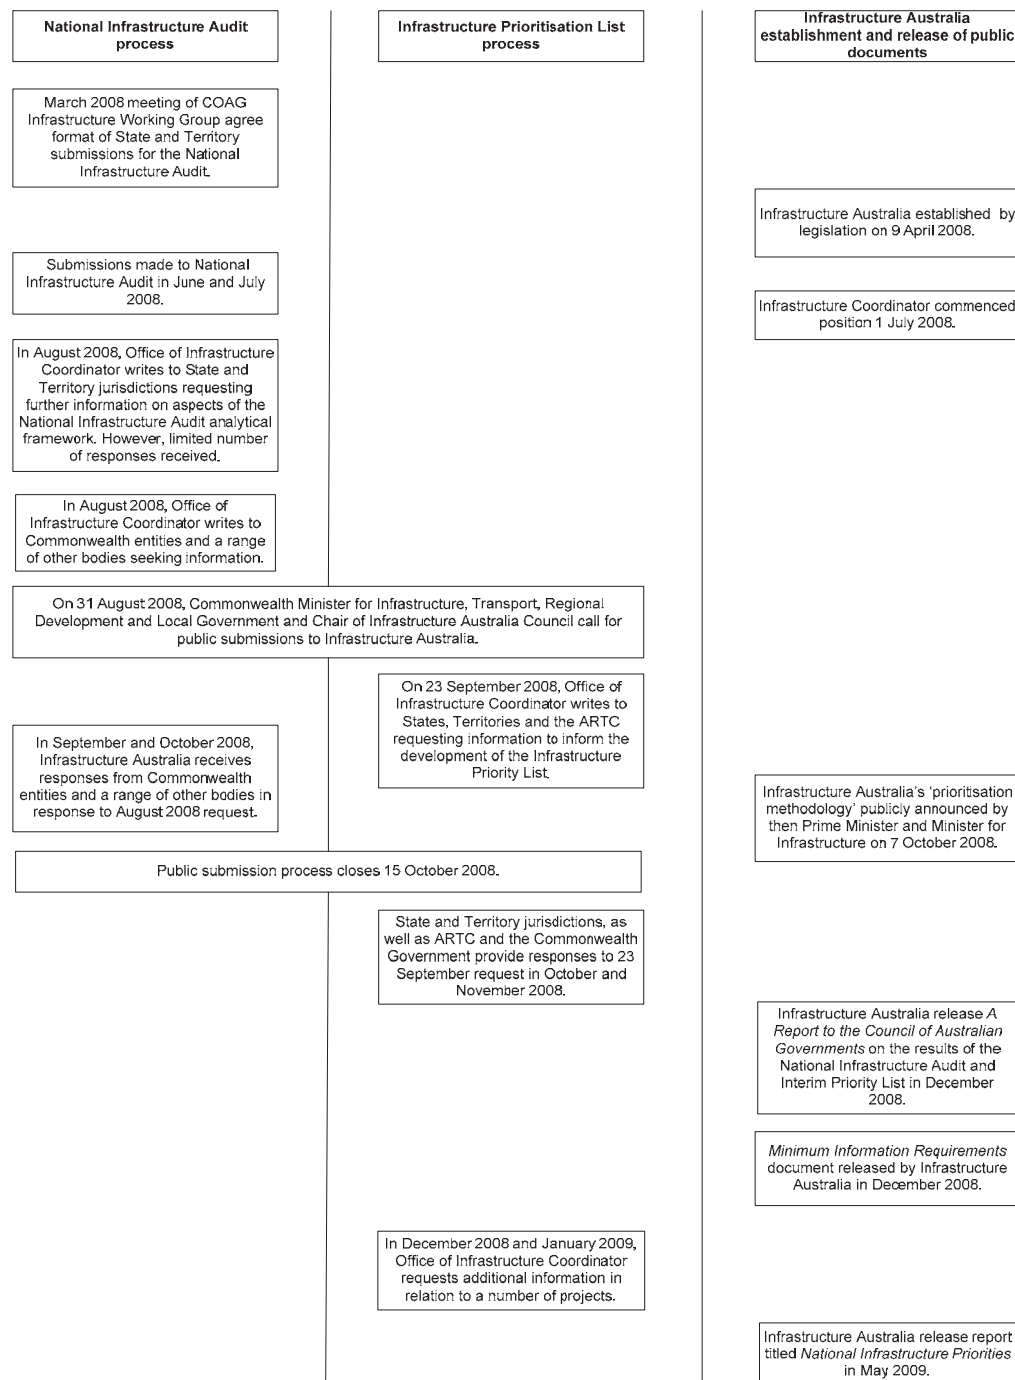 National Infrastructure Audit
process
Infrastructure Prioritisation List
process
Infrastructure Australia
establishment and release of public
documents
March 2008 meeting of COAG
Infrastructure Working Group agree
format of State and Territory
submissions for the National
Infrastructure Audit.
Infrastructure Australia established by
legislation on 9 April 2008.
Submissions made to National
Infrastructure Audit in June and July
2008.
Infrastructure Coordinator commenced
position 1 July 2008.
In August 2008, Office of Infrastructure
Coordinator writes to State and
Territory jurisdictions requesting
further information on aspects of the
National Infrastructure Audit analytical
framework. However, limited number
of responses received.
In August 2008, Office of
Infrastructure Coordinator writes to
Commonwealth entities and a range
of other bodies seeking information.
On 31 August 2008, Commonwealth Minister for Infrastructure, Transport, Regional
Development and Local Government and Chair of Infrastructure Australia Council call for
public submissions to Infrastructure Australia.
On 23 September 2008, Office of
Infrastructure Coordinator writes to
States, Territories and the ARTC
requesting information to inform the
development of the Infrastructure
Priority List.
In September and October 2008,
Infrastructure Australia receives
responses from Commonwealth
entities and a range of other bodies in
response to August 2008 request.
Infrastructure Australia's 'prioritisation
methodology' publicly announced by
then Prime Minister and Minister for
Infrastructure on 7 October 2008.
Public submission process closes 15 October 2008.
State and Territory jurisdictions, as
well as ARTC and the Commonwealth
Government provide responses to 23
September request in October and
November 2008.
Infrastructure Australia release A
Report to the Council of Australian
Governments on the results of the
National Infrastructure Audit and
Interim Priority List in December
2008.
Minimum Information Requirements
document released by Infrastructure
Australia in December 2008.
In December 2008 and January 2009,
Office of Infrastructure Coordinator
requests additional information in
relation to a number of projects.
Infrastructure Australia release report
titled National Infrastructure Priorities
in May 2009.